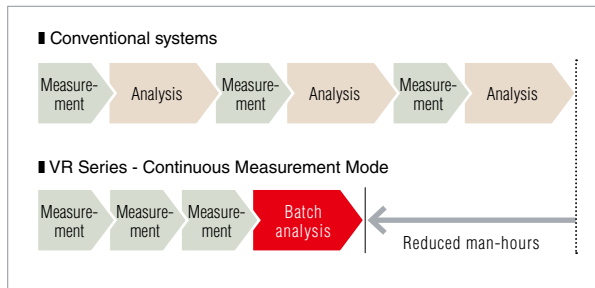 Conventional systems
Measure-
ment
Analysis
Measure-
ment
Analysis
Measure-
ment
Analysis
VR Series - Continuous Measurement Mode
Measure-
ment
Measure-
ment
Measure-
ment
Batch
analysis
Reduced man-hours